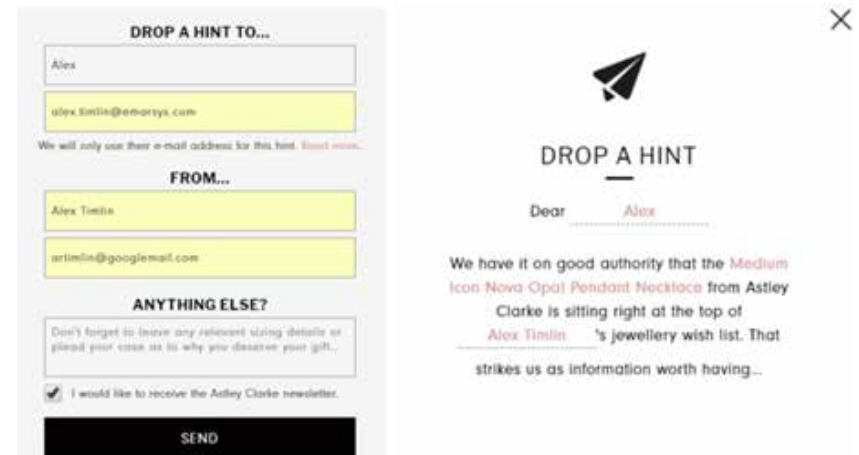 DROP A HINT TO...
Alex
alex.timlin@emarsys.com
We will only use their e-mail address for this hint. Read more...
FROM...
Alex Timlin
artimlin@googlemail.com
ANYTHING ELSE?
Don't forget to leave any relevant sizing details or
plead your case as to why you deserve your gift...
I would like to receive the Astley Clarke newsletter.
SEND
DROP A HINT
Dear Alex
We have it on good authority that the Medium
Icon Nova Opal Pendant Necklace from Astley
Clarke is sitting right at the top of
Alex Timlin 's jewellery wish list. That
strikes us as information worth having...